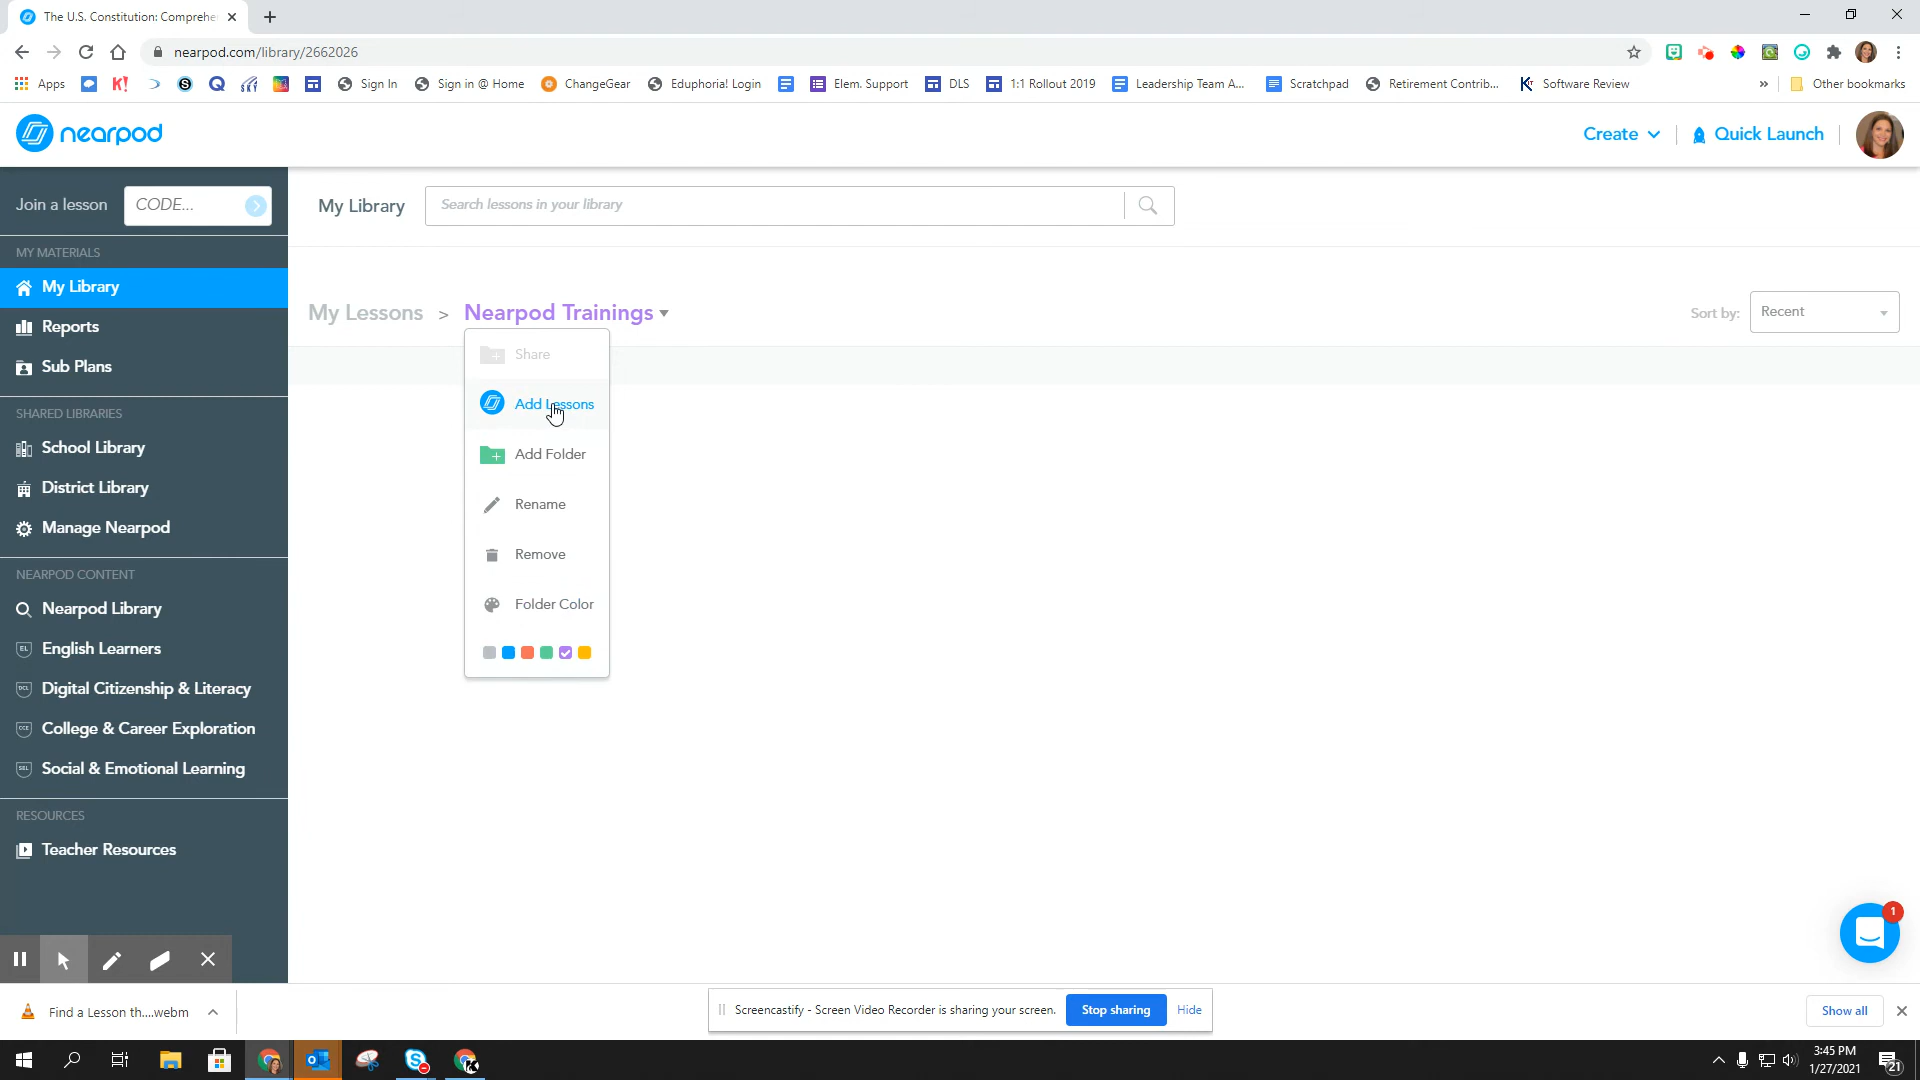 The U.S. Constitution: Comprehe
nearpod.com/library/2662026
Apps
K!
Sign In
Sign in @ Home
ChangeGear
Eduphoria! Login
Elem. Support
DLS
1:1 Rollout 2019
Leadership Team A...
Scratchpad
Retirement Contrib...
Software Review
»
Other bookmarks
nearpod
Create
Quick Launch
Join a lesson
CODE...
My Library
Search lessons in your library
MY MATERIALS
My Library
Reports
Sub Plans
My Lessons > Nearpod Trainings
Sort by:
Recent
Share
Add Lessons
Add Folder
Rename
Remove
Folder Color
SHARED LIBRARIES
School Library
District Library
Manage Nearpod
NEARPOD CONTENT
Nearpod Library
EL
English Learners
DCL
Digital Citizenship & Literacy
CCE
College & Career Exploration
SEL
Social & Emotional Learning
RESOURCES
Teacher Resources
1
Find a Lesson th....webm
Screencastify - Screen Video Recorder is sharing your screen.
Stop sharing
Hide
Show all
3:45 PM
1/27/2021
21